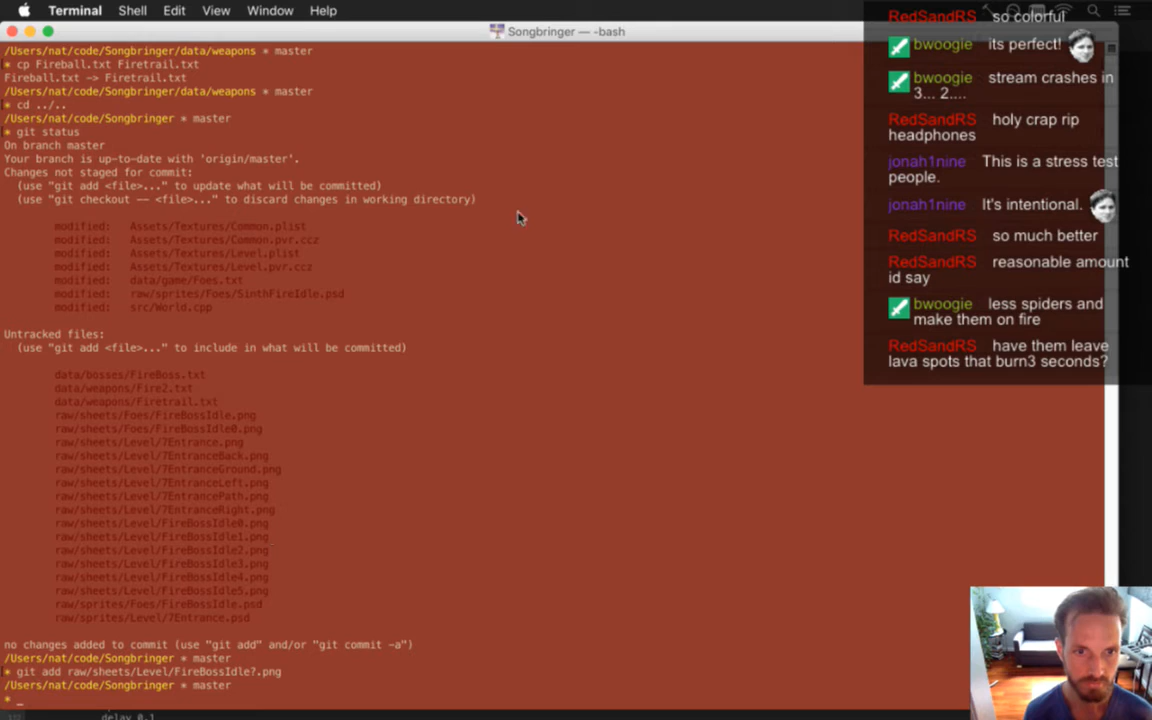 Terminal Shell Edit View Window Help
Songbringer — -bash
/Users/nat/code/Songbringer/data/weapons * master
* cp Fireball.txt Firetrail.txt
Fireball.txt -> Firetrail.txt
/Users/nat/code/Songbringer/data/weapons * master
* cd ../..
/Users/nat/code/Songbringer * master
* git status
On branch master
Your branch is up-to-date with 'origin/master'.
Changes not staged for commit:
(use "git add <file>..." to update what will be committed)
(use "git checkout -- <file>..." to discard changes in working directory)
modified: Assets/Textures/Common.plist
modified: Assets/Textures/Common.pvr.ccz
modified: Assets/Textures/Level.plist
modified: Assets/Textures/Level.pvr.ccz
modified: data/game/Foes.txt
modified: raw/sprites/Foes/SinthFireIdle.psd
modified: src/World.cpp
Untracked files:
(use "git add <file>..." to include in what will be committed)
data/bosses/FireBoss.txt
data/weapons/Fire2.txt
data/weapons/Firetrail.txt
raw/sheets/Foes/FireBossIdle.png
raw/sheets/Foes/FireBossIdle0.png
raw/sheets/Level/7Entrance.png
raw/sheets/Level/7EntranceBack.png
raw/sheets/Level/7EntranceGround.png
raw/sheets/Level/7EntranceLeft.png
raw/sheets/Level/7EntrancePath.png
raw/sheets/Level/7EntranceRight.png
raw/sheets/Level/FireBossIdle0.png
raw/sheets/Level/FireBossIdle1.png
raw/sheets/Level/FireBossIdle2.png
raw/sheets/Level/FireBossIdle3.png
raw/sheets/Level/FireBossIdle4.png
raw/sheets/Level/FireBossIdle5.png
raw/sprites/Foes/FireBossIdle.psd
raw/sprites/Level/7Entrance.psd
no changes added to commit (use "git add" and/or "git commit -a")
/Users/nat/code/Songbringer * master
* git add raw/sheets/Level/FireBossIdle?.png
/Users/nat/code/Songbringer * master
* _
delay 0.1
RedSandRS so colorful
bwoogie its perfect!
bwoogie stream crashes in
3... 2....
RedSandRS holy crap rip
headphones
jonah1nine This is a stress test
people.
jonah1nine It's intentional.
RedSandRS so much better
RedSandRS reasonable amount
id say
bwoogie less spiders and
make them on fire
RedSandRS have them leave
lava spots that burn3 seconds?